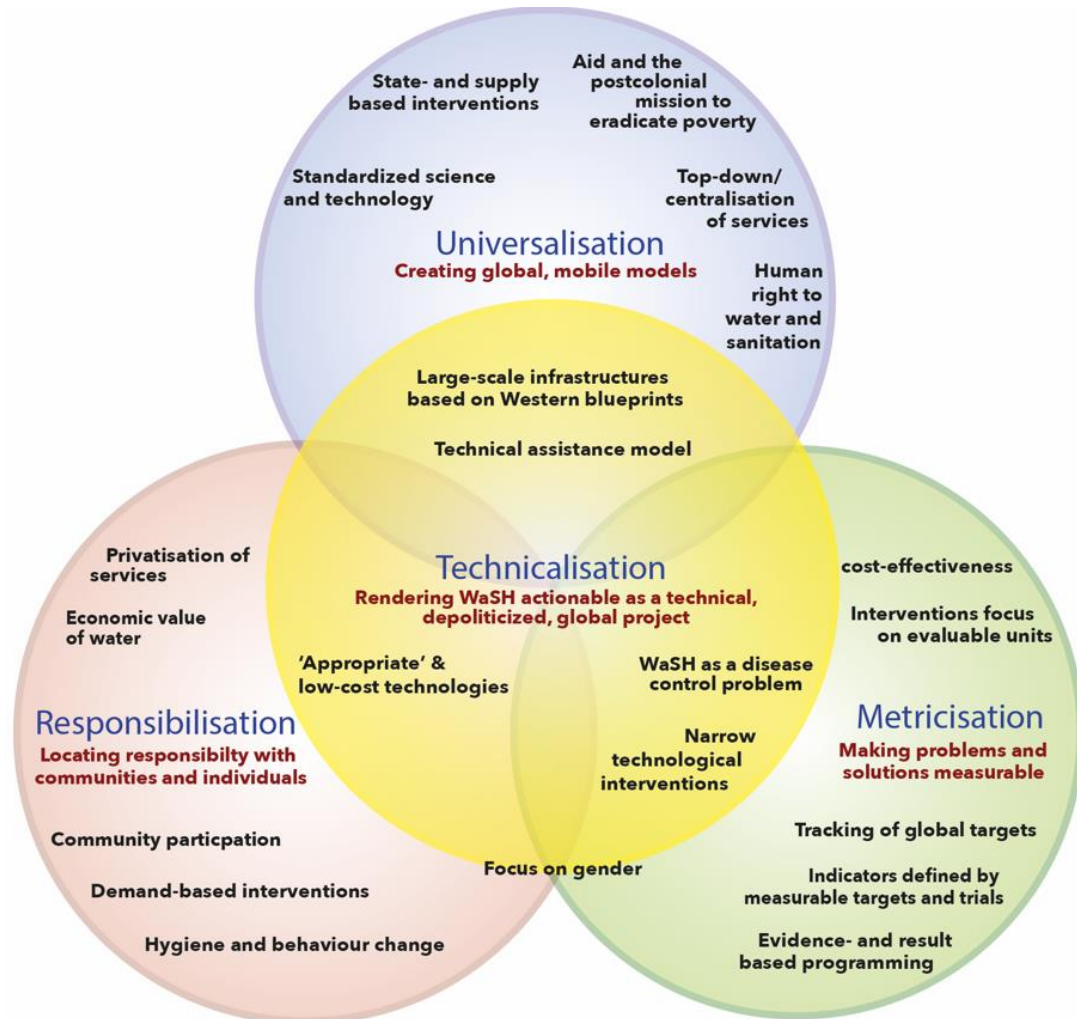 State- and supply
based interventions
Aid and the
postcolonial
mission to
eradicate poverty
Standardized science
and technology
Top-down/
centralisation
of services
Universalisation
Creating global, mobile models
Human
right to
water and
sanitation
Large-scale infrastructures
based on Western blueprints
Technical assistance model
Privatisation of
services
Economic value
of water
Technicalisation
Rendering WaSH actionable as a technical,
depoliticized, global project
cost-effectiveness
Interventions focus
on evaluable units
'Appropriate' &
low-cost technologies
WaSH as a disease
control problem
Responsibilisation
Locating responsibilty with
communities and individuals
Narrow
technological
interventions
Metricisation
Making problems and
solutions measurable
Community particpation
Demand-based interventions
Hygiene and behaviour change
Focus on gender
Tracking of global targets
Indicators defined by
measurable targets and trials
Evidence- and result
based programming